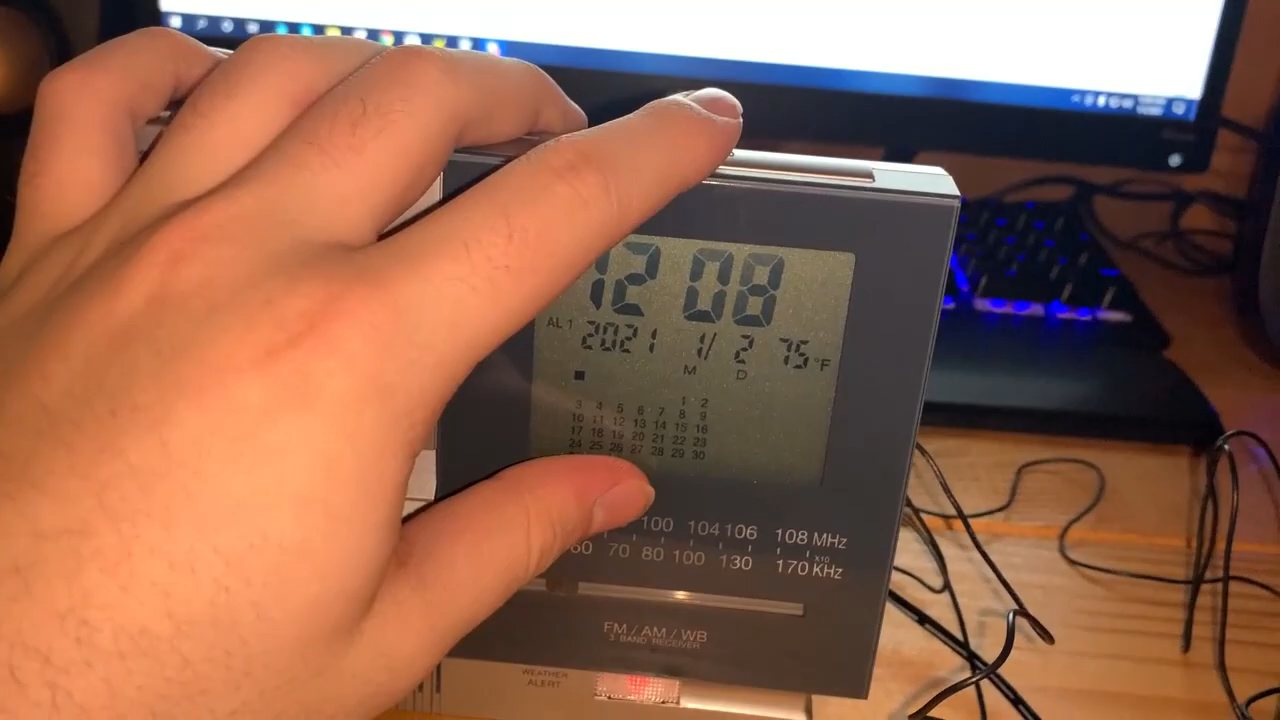 12 08
AL 1 2021 1/ 2 75 °F
M D
1 2
3 4 5 6 7 8 9
10 11 12 13 14 15 16
17 18 19 20 21 22 23
24 25 26 27 28 29 30
100 104 106 108 MHz
60 70 80 100 130 170 x10 KHz
FM / AM / WB
3 BAND RECEIVER
WEATHER
ALERT